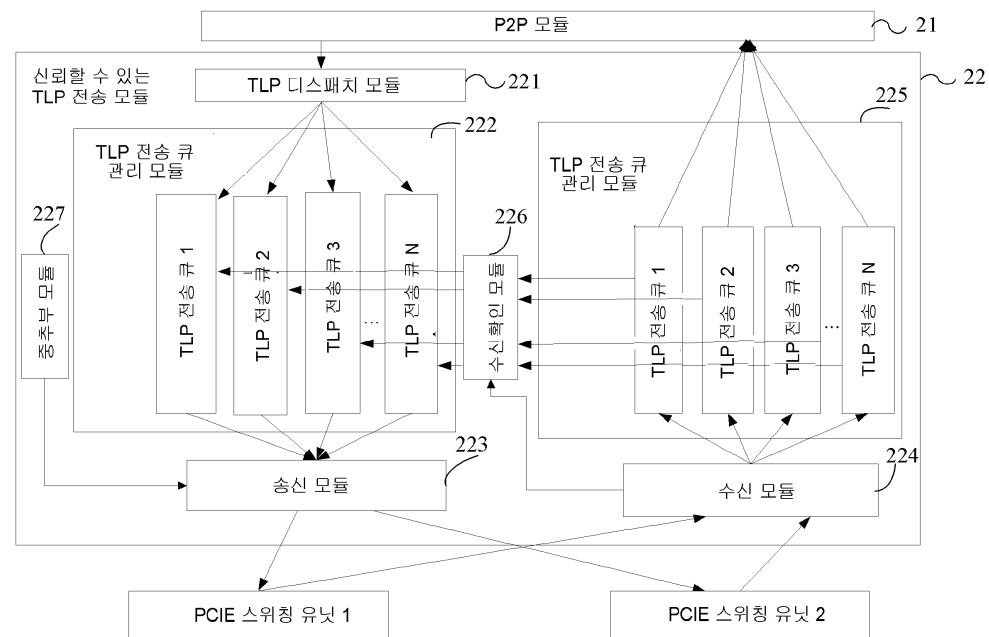 P2P 모듈
21
신뢰할 수 있는
TLP 전송 모듈
TLP 디스패치 모듈
221
22
222
225
TLP 전송 큐
관리 모듈
TLP 전송 큐
관리 모듈
227
중추부 모듈
TLP 전송 큐 1
TLP 전송 큐 2
TLP 전송 큐 3
...
TLP 전송 큐 N
226
수신확인 모듈
TLP 전송 큐 1
TLP 전송 큐 2
TLP 전송 큐 3
...
TLP 전송 큐 N
223
송신 모듈
224
수신 모듈
PCIE 스위칭 유닛 1
PCIE 스위칭 유닛 2